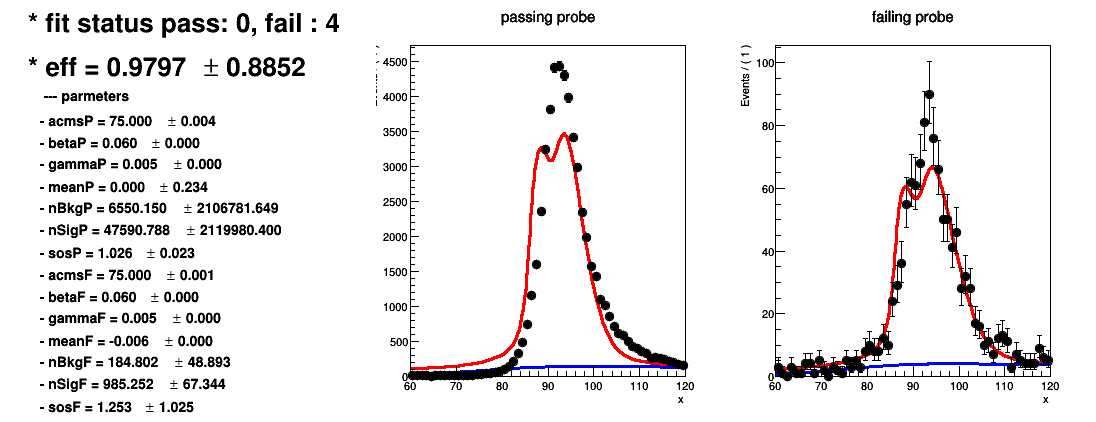 * fit status pass: 0, fail : 4
* eff = 0.9797 ± 0.8852
--- parmeters
- acmsP = 75.000 ± 0.004
- betaP = 0.060 ± 0.000
- gammaP = 0.005 ± 0.000
- meanP = 0.000 ± 0.234
- nBkgP = 6550.150 ± 2106781.649
- nSigP = 47590.788 ± 2119980.400
- sosP = 1.026 ± 0.023
- acmsF = 75.000 ± 0.001
- betaF = 0.060 ± 0.000
- gammaF = 0.005 ± 0.000
- meanF = -0.006 ± 0.000
- nBkgF = 184.802 ± 48.893
- nSigF = 985.252 ± 67.344
- sosF = 1.253 ± 1.025
passing probe
4500
4000
3500
3000
2500
2000
1500
1000
500
0
60 70 80 90 100 110 120
x
failing probe
Events / ( 1 )
100
80
60
40
20
0
60 70 80 90 100 110 120
x